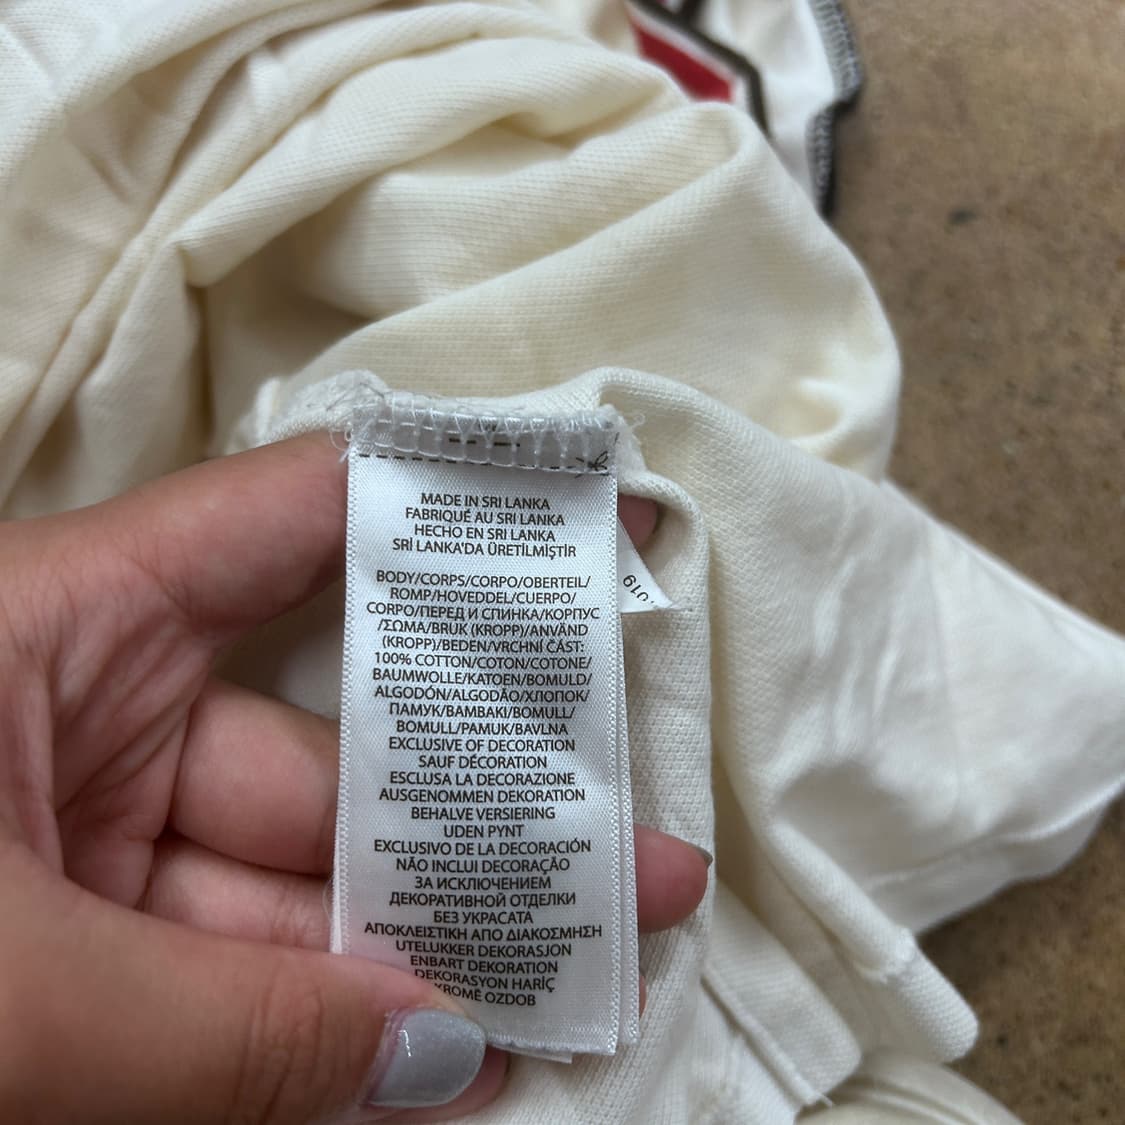 MADE IN SRI LANKA
FABRIQUÉ AU SRI LANKA
HECHO EN SRI LANKA
SRİ LANKA'DA ÜRETİLMİŞTİR
BODY/CORPS/CORPO/OBERTEIL/
ROMP/HOVEDDEL/CUERPO/
CORPO/ПЕРЕД И СПИНКА/КОРПУС
/ΣΩΜΑ/BRUK (KROPP)/ANVÄND
(KROPP)/BEDEN/VRCHNÍ ČÁST:
100% COTTON/COTON/COTONE/
BAUMWOLLE/KATOEN/BOMULD/
ALGODÓN/ALGODÃO/ХЛОПОК/
ПАМУК/ΒΑΜΒΑΚΙ/BOMULL/
BOMULL/PAMUK/BAVLNA
EXCLUSIVE OF DECORATION
SAUF DÉCORATION
ESCLUSA LA DECORAZIONE
AUSGENOMMEN DEKORATION
BEHALVE VERSIERING
UDEN PYNT
EXCLUSIVO DE LA DECORACIÓN
NÃO INCLUI DECORAÇÃO
ЗА ИСКЛЮЧЕНИЕМ
ДЕКОРАТИВНОЙ ОТДЕЛКИ
БЕЗ УКРАСАТА
ΑΠΟΚΛΕΙΣΤΙΚΗ ΑΠΟ ΔΙΑΚΟΣΜΗΣΗ
UTELUKKER DEKORASJON
ENBART DEKORATION
DEKORASYON HARİÇ
KROMĚ OZDOB